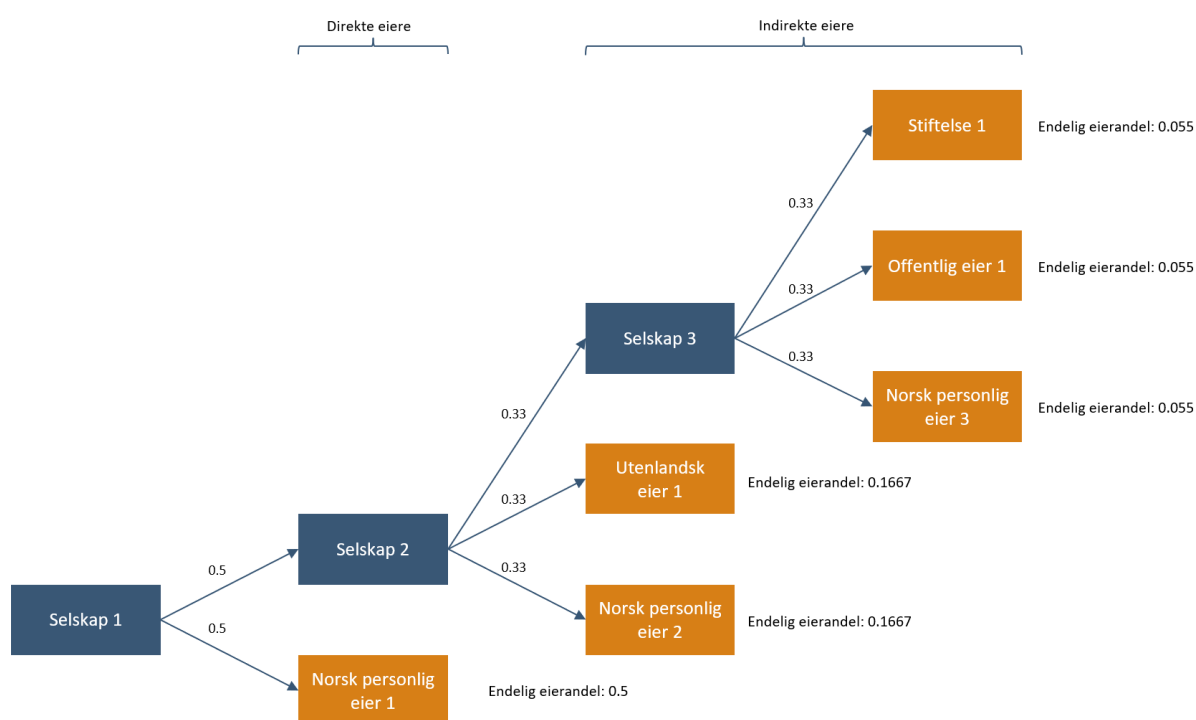 Direkte eiere
Indirekte eiere
Stiftelse 1
Endelig eierandel: 0.055
0.33
Offentlig eier 1
Endelig eierandel: 0.055
0.33
Selskap 3
0.33
Norsk personlig
eier 3
Endelig eierandel: 0.055
0.33
Utenlandsk
eier 1
Endelig eierandel: 0.1667
0.33
Selskap 2
0.33
0.5
Norsk personlig
eier 2
Endelig eierandel: 0.1667
Selskap 1
0.5
Norsk personlig
eier 1
Endelig eierandel: 0.5